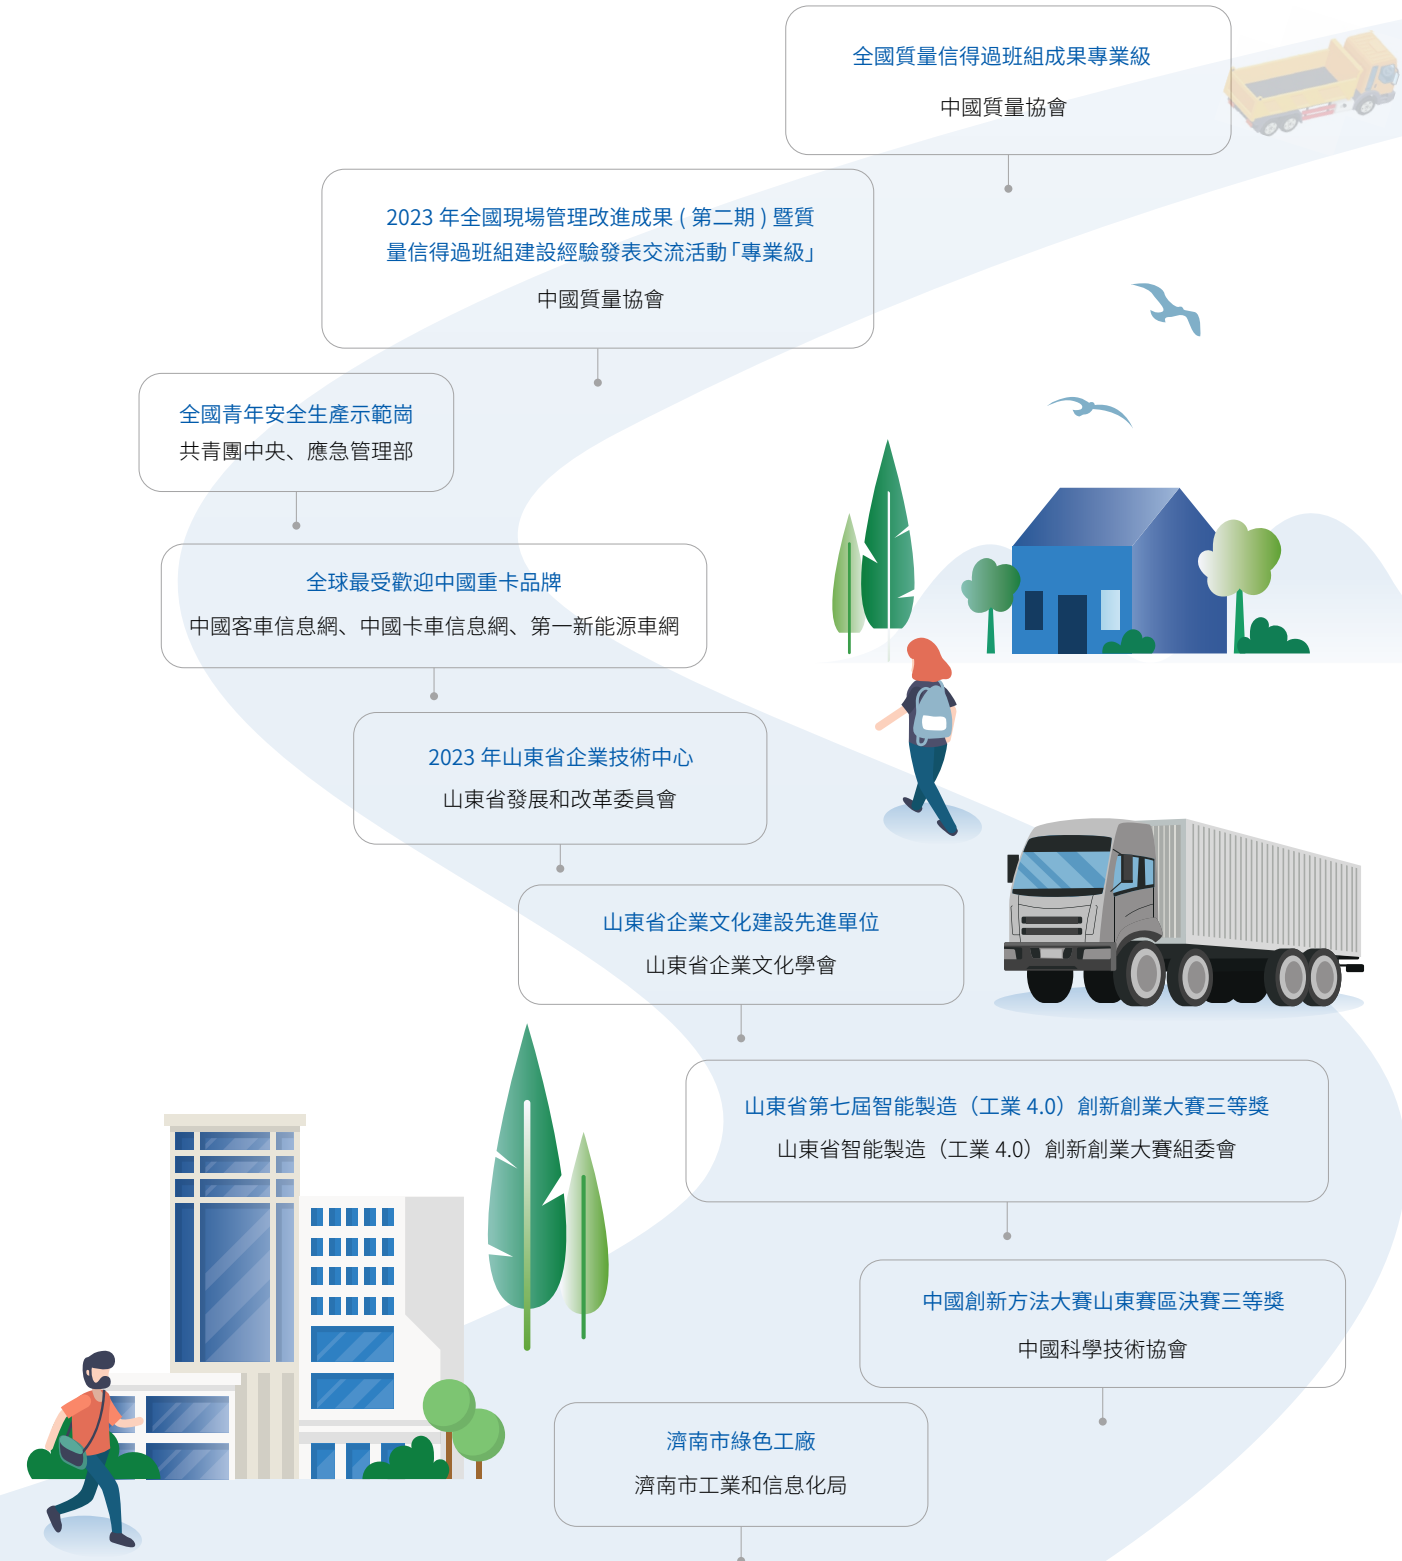 全國質量信得過班組成果專業級
中國質量協會
2023 年全國現場管理改進成果 ( 第二期 ) 暨質
量信得過班組建設經驗發表交流活動「專業級」
中國質量協會
全國青年安全生產示範崗
共青團中央、應急管理部
全球最受歡迎中國重卡品牌
中國客車信息網、中國卡車信息網、第一新能源車網
2023 年山東省企業技術中心
山東省發展和改革委員會
山東省企業文化建設先進單位
山東省企業文化學會
山東省第七屆智能製造（工業 4.0）創新創業大賽三等獎
山東省智能製造（工業 4.0）創新創業大賽組委會
中國創新方法大賽山東賽區決賽三等獎
中國科學技術協會
濟南市綠色工廠
濟南市工業和信息化局